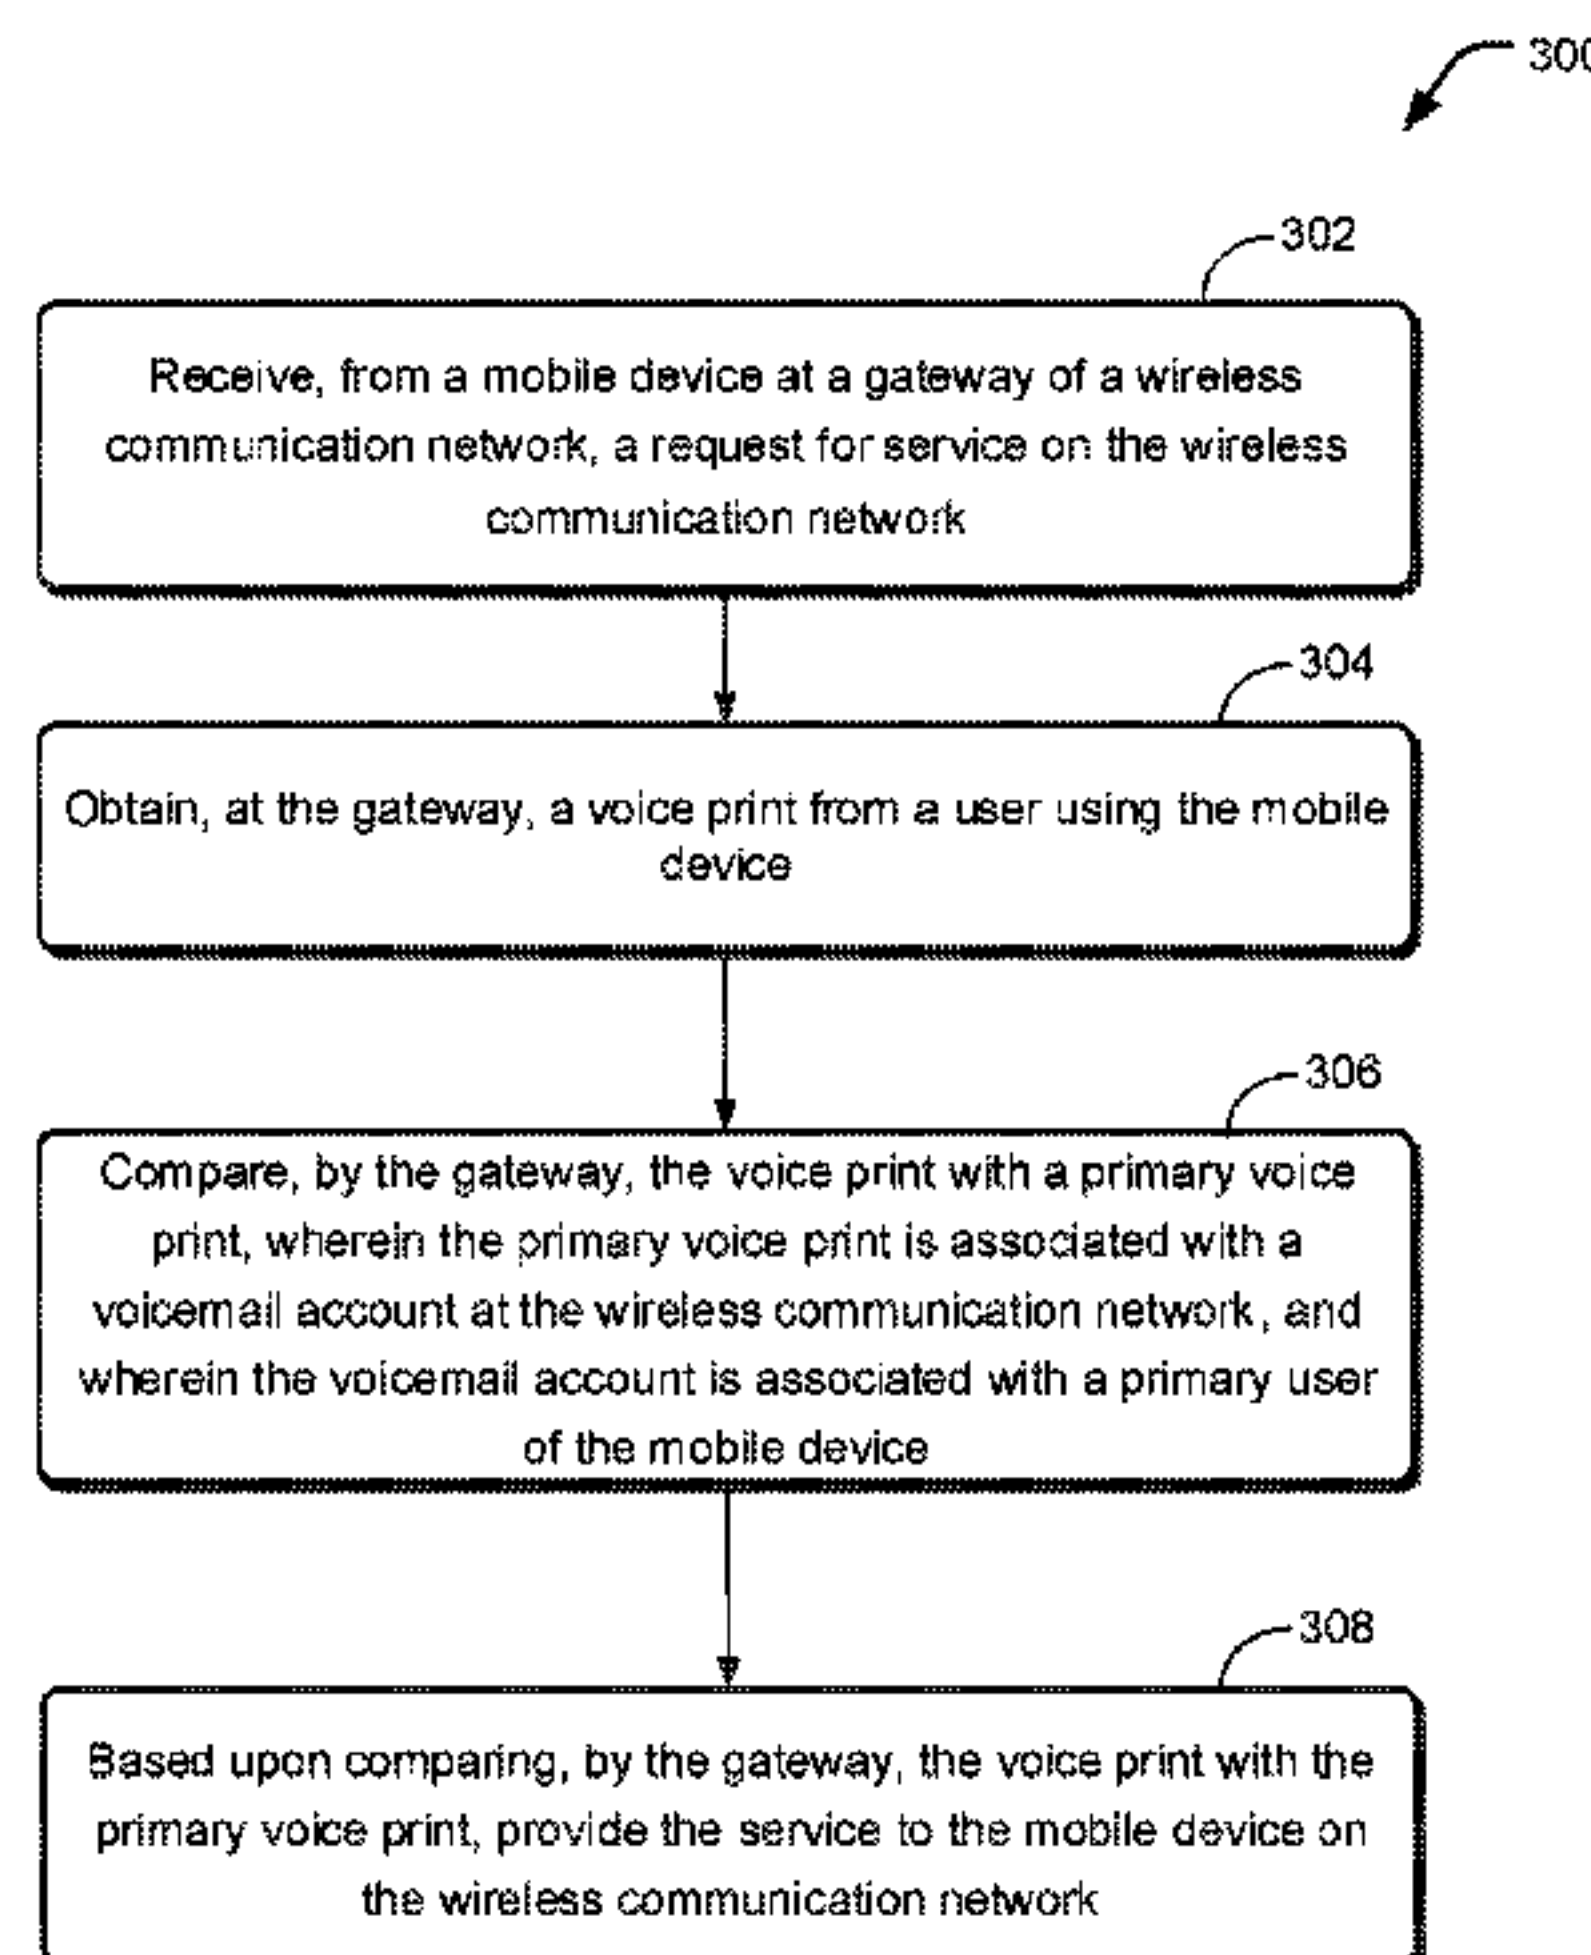 300
302
Receive, from a mobile device at a gateway of a wireless
communication network, a request for service on the wireless
communication network
304
Obtain, at the gateway, a voice print from a user using the mobile
device
306
Compare, by the gateway, the voice print with a primary voice
print, wherein the primary voice print is associated with a
voicemail account at the wireless communication network, and
wherein the voicemail account is associated with a primary user
of the mobile device
308
Based upon comparing, by the gateway, the voice print with the
primary voice print, provide the service to the mobile device on
the wireless communication network